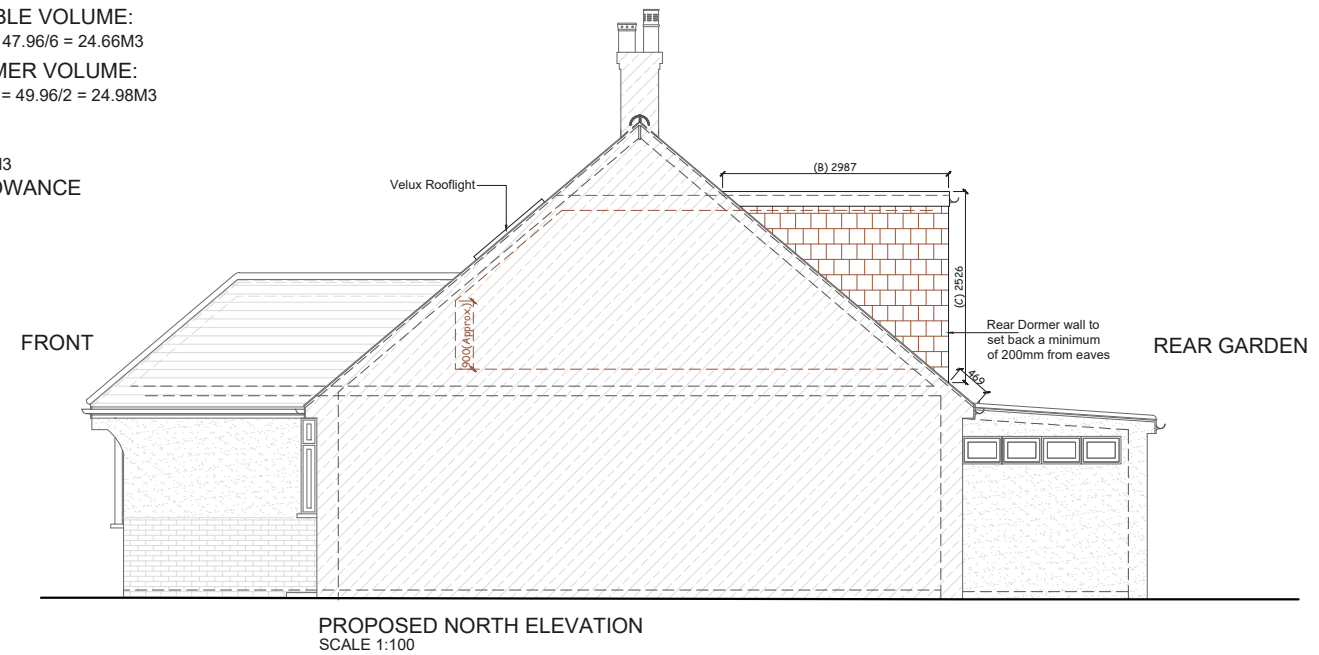 BLE VOLUME:
47.96/6 = 24.66M3
MER VOLUME:
= 49.96/2 = 24.98M3
M3
OWANCE
(B) 2987
Velux Rooflight
(C) 2526
900(Approx.)
FRONT
Rear Dormer wall to
set back a minimum
of 200mm from eaves
REAR GARDEN
469
PROPOSED NORTH ELEVATION
SCALE 1:100